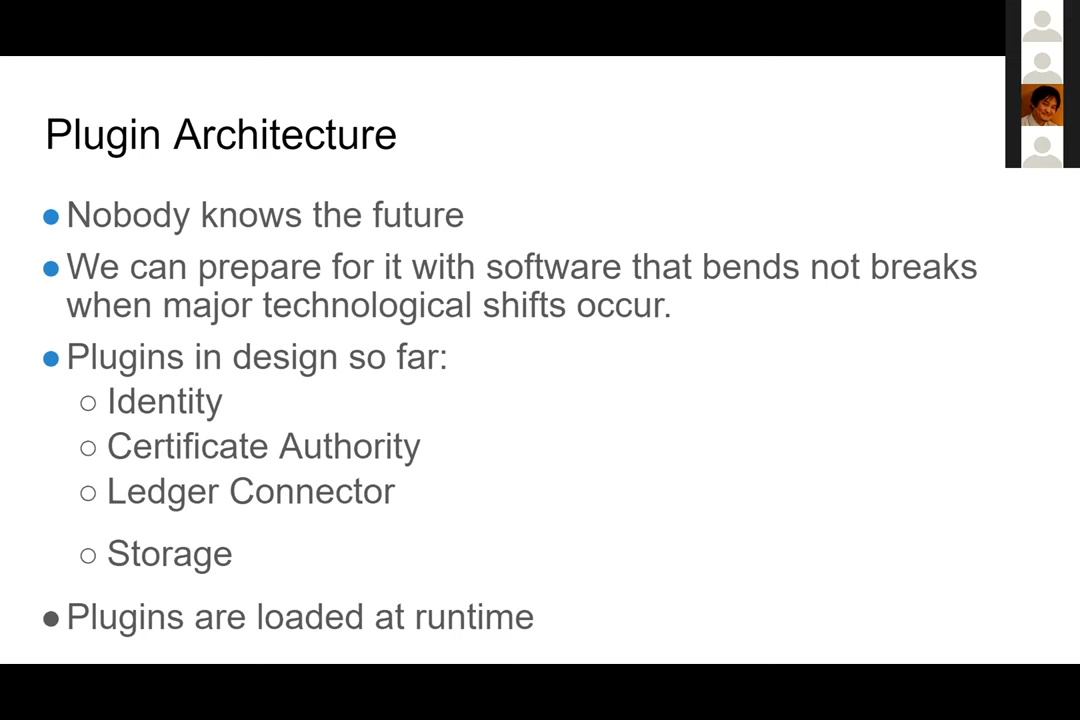 Plugin Architecture
● Nobody knows the future
● We can prepare for it with software that bends not breaks
when major technological shifts occur.
● Plugins in design so far:
○ Identity
○ Certificate Authority
○ Ledger Connector
○ Storage
● Plugins are loaded at runtime